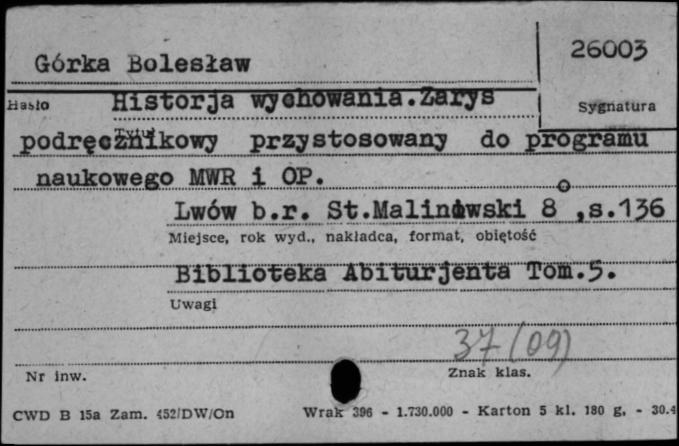 Górka Bolesław
26003
Hasło
Historja wychowania.Zarys
Sygnatura
Tytuł
podręcznikowy przystosowany do programu
naukowego MWR i OP.
Lwów b.r. St.Malinowski 8°,s.136
Miejsce, rok wyd., nakładca, format, objętość
Biblioteka Abiturjenta Tom.5.
Uwagi
37(09)
Nr inw.
Znak klas.
CWD B 15a Zam. 452/DW/On
Wrak 396 - 1.730.000 - Karton 5 kl. 180 g. - 30.4